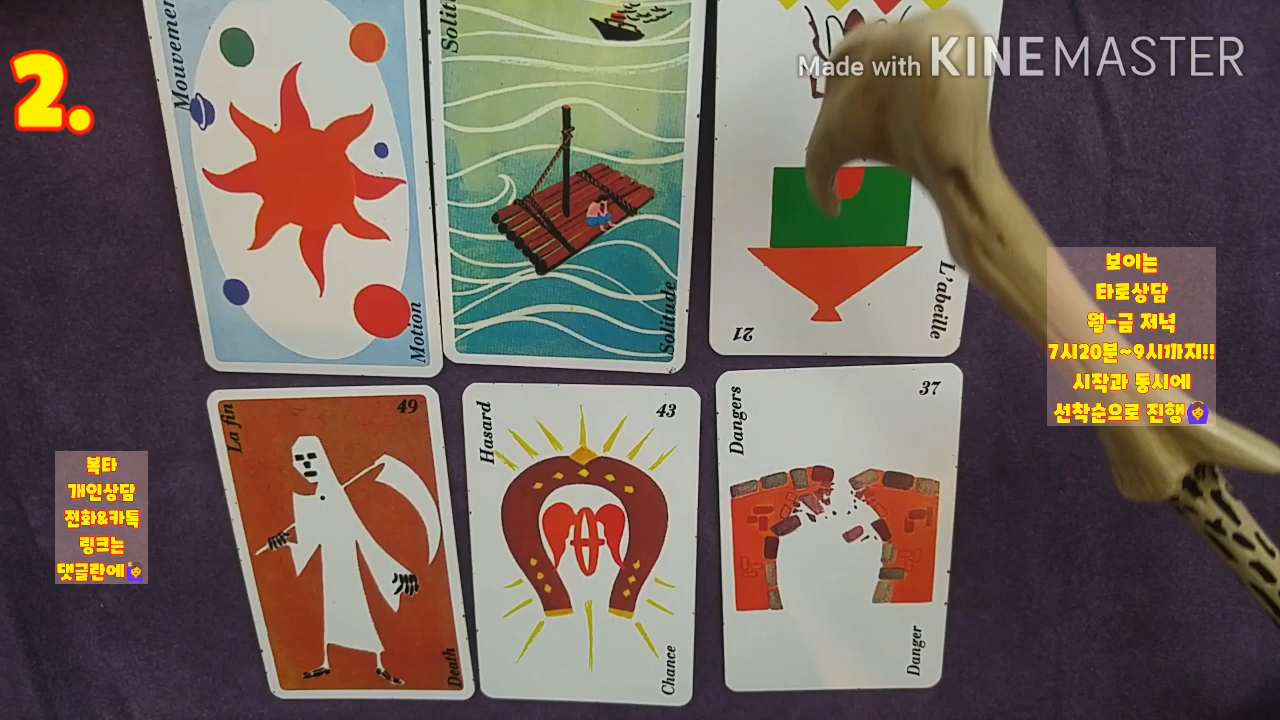 2.
Made with KINEMASTER
Mouvemen
Motion
Solit
Solitude
L'abeille
21
보이는
타로상담
월-금 저녁
7시20분~9시까지!!
시작과 동시에
선착순으로 진행🙆‍♀️
La fin
49
Death
Hasard
43
Chance
Dangers
37
Danger
복타
개인상담
전화&카톡
링크는
댓글란에🙆‍♀️